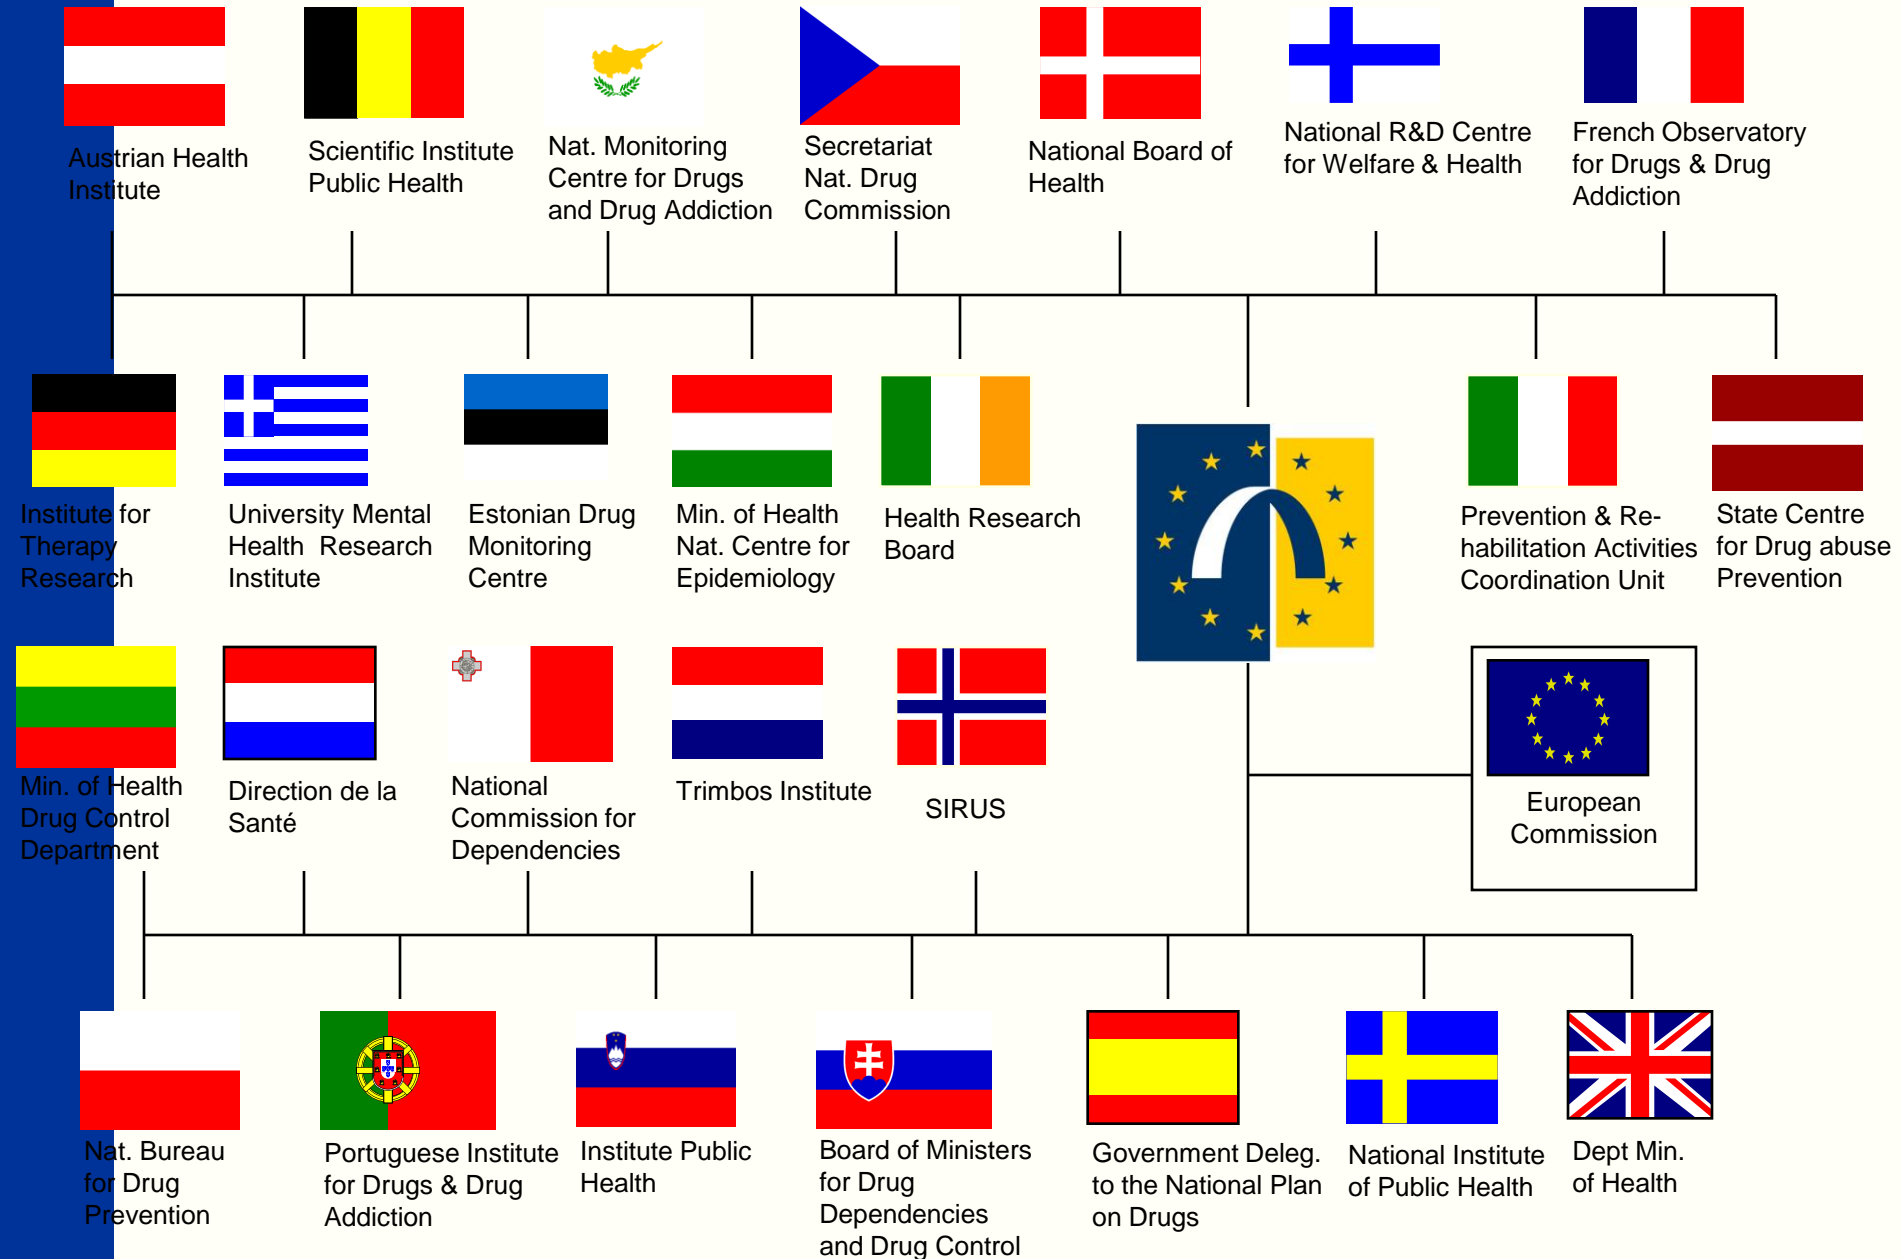 Austrian Health
Institute
Scientific Institute
Public Health
Nat. Monitoring
Centre for Drugs
and Drug Addiction
Secretariat
Nat. Drug
Commission
National Board of
Health
National R&D Centre
for Welfare & Health
French Observatory
for Drugs & Drug
Addiction
Institute for
Therapy
Research
University Mental
Health Research
Institute
Estonian Drug
Monitoring
Centre
Min. of Health
Nat. Centre for
Epidemiology
Health Research
Board
Prevention & Re-
habilitation Activities
Coordination Unit
State Centre
for Drug abuse
Prevention
Min. of Health
Drug Control
Department
Direction de la
Santé
National
Commission for
Dependencies
Trimbos Institute
SIRUS
European
Commission
Nat. Bureau
for Drug
Prevention
Portuguese Institute
for Drugs & Drug
Addiction
Institute Public
Health
Board of Ministers
for Drug
Dependencies
and Drug Control
Government Deleg.
to the National Plan
on Drugs
National Institute
of Public Health
Dept Min.
of Health